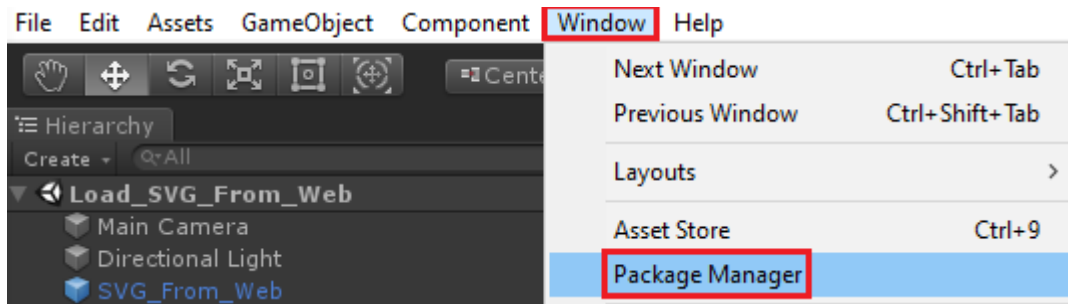 File Edit Assets GameObject Component Window Help
Cente
Next Window Ctrl+Tab
Previous Window Ctrl+Shift+Tab
Layouts
Asset Store Ctrl+9
Package Manager
Hierarchy
Create All
Load_SVG_From_Web
Main Camera
Directional Light
SVG_From_Web